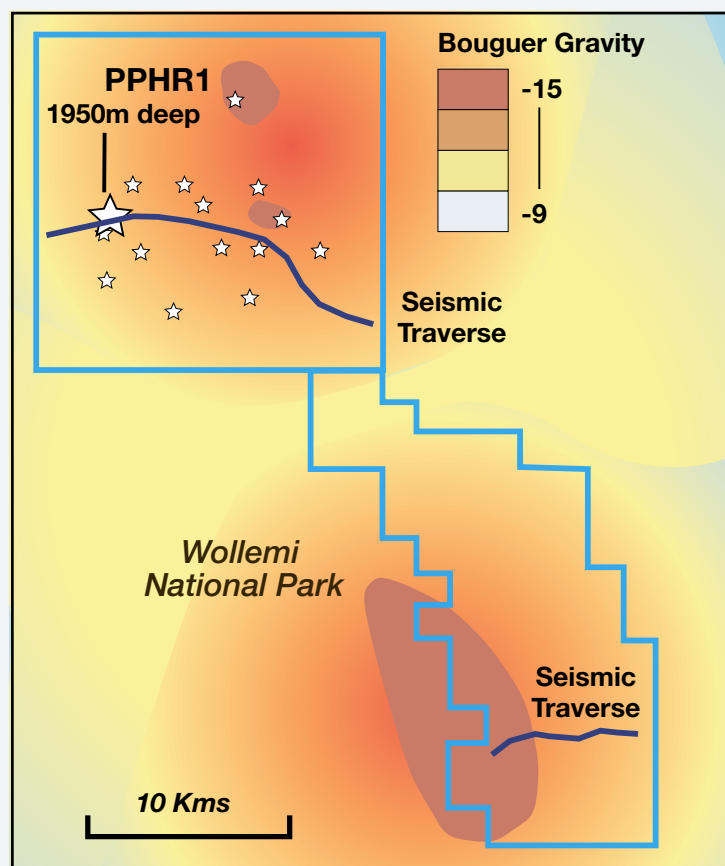 Bouguer Gravity
PPHR1
1950m deep
-15
-9
Seismic
Traverse
Wollemi
National Park
Seismic
Traverse
10 Kms